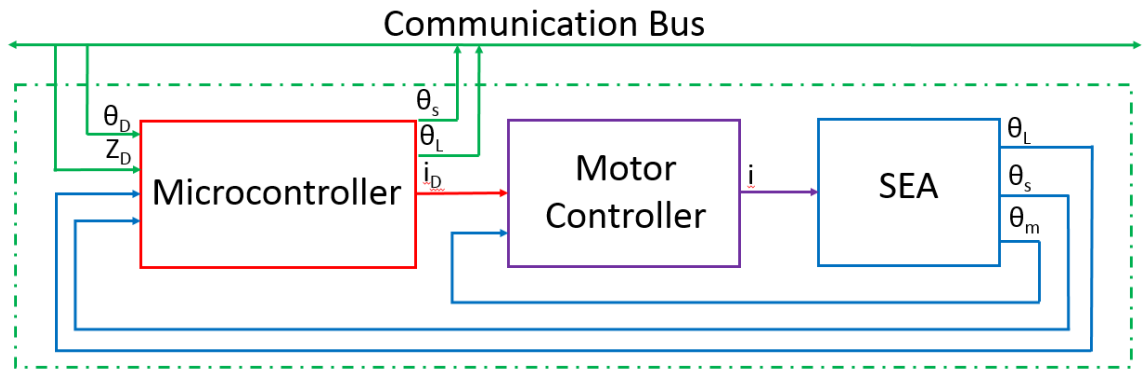 Communication Bus
θD
ZD
Microcontroller
θs
θL
iD
Motor
Controller
i
SEA
θL
θs
θm